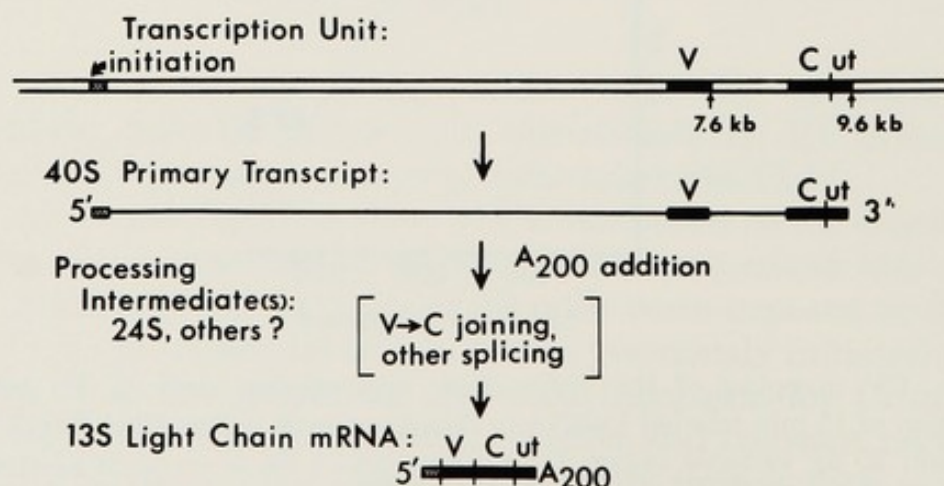 Transcription Unit:
initiation
V C ut
7.6 kb 9.6 kb
40S Primary Transcript:
5' V C ut 3'
A200 addition
Processing
Intermediate(s):
24S, others ?
V→C joining,
other splicing
13S Light Chain mRNA:
V C ut
5' A200